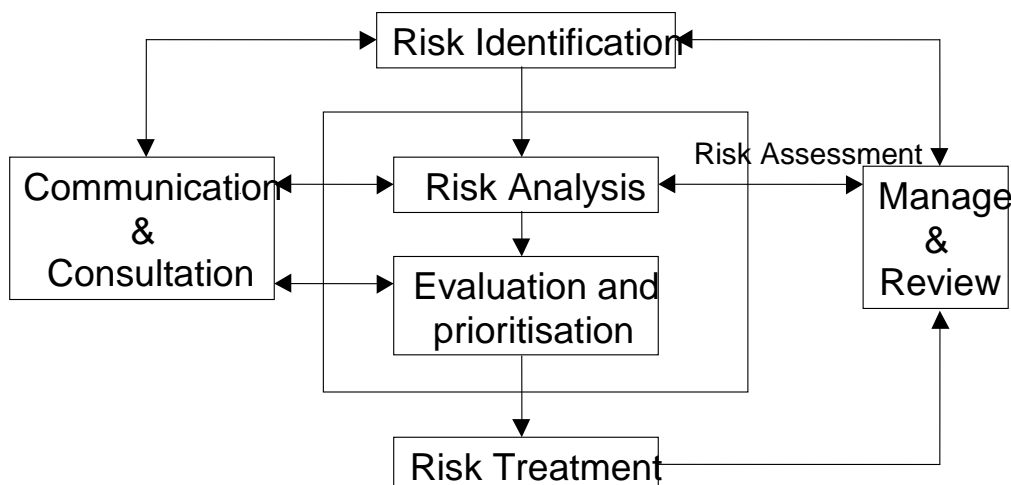 Risk Identification
Risk Assessment
Communication
&
Consultation
Risk Analysis
Manage
&
Review
Evaluation and
prioritisation
Risk Treatment